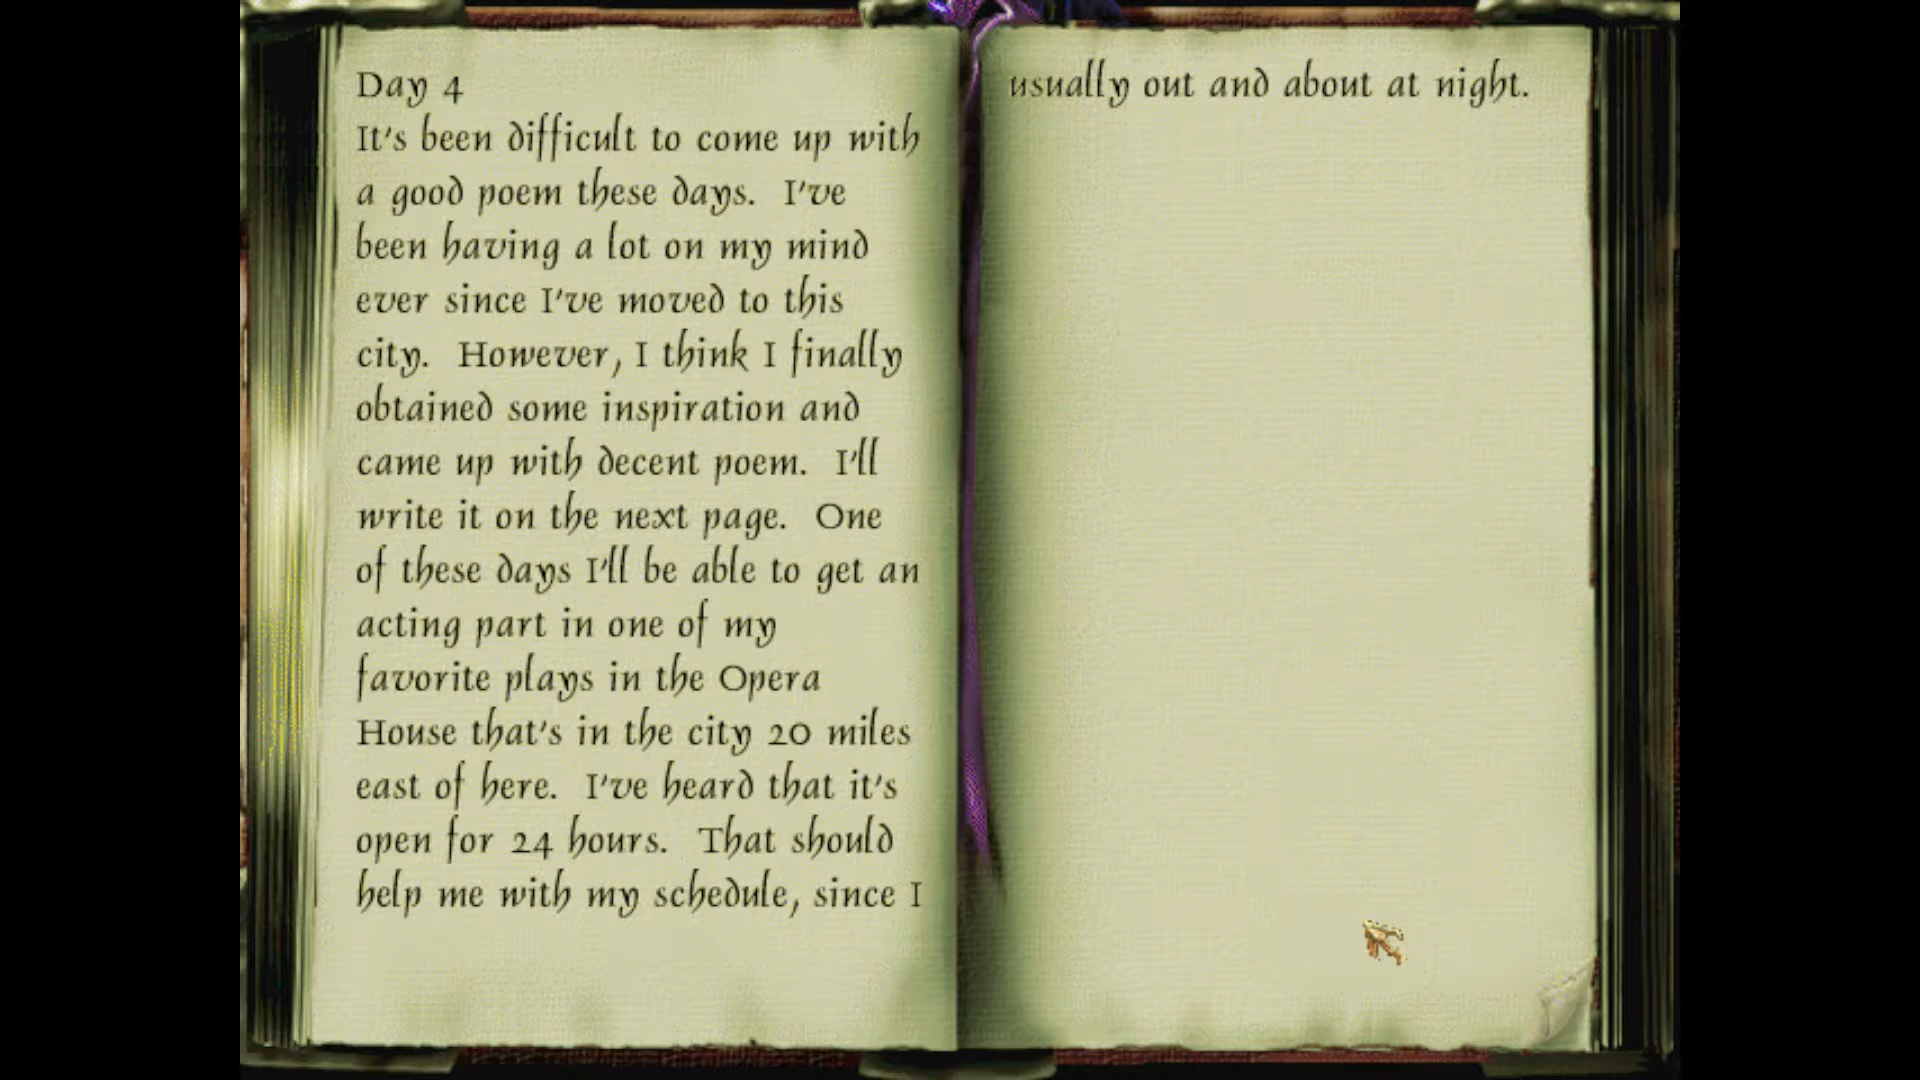 Day 4
It's been difficult to come up with
a good poem these days.  I've
been having a lot on my mind
ever since I've moved to this
city.  However, I think I finally
obtained some inspiration and
came up with decent poem.  I'll
write it on the next page.  One
of these days I'll be able to get an
acting part in one of my
favorite plays in the Opera
House that's in the city 20 miles
east of here.  I've heard that it's
open for 24 hours.  That should
help me with my schedule, since I
usually out and about at night.